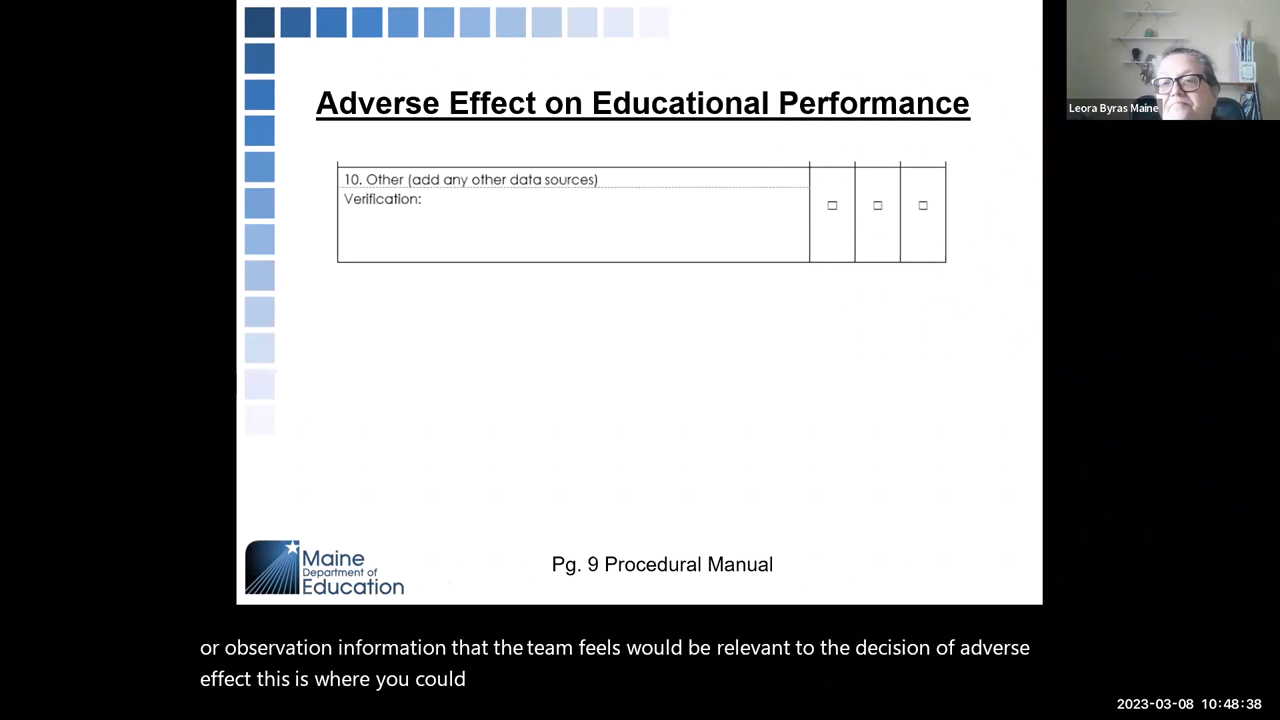 Adverse Effect on Educational Performance
Leora Byras Maine
10. Other (add any other data sources)
Verification:
□ □ □
Maine
Department of
Education
Pg. 9 Procedural Manual
or observation information that the team feels would be relevant to the decision of adverse
effect this is where you could
2023-03-08 10:48:38